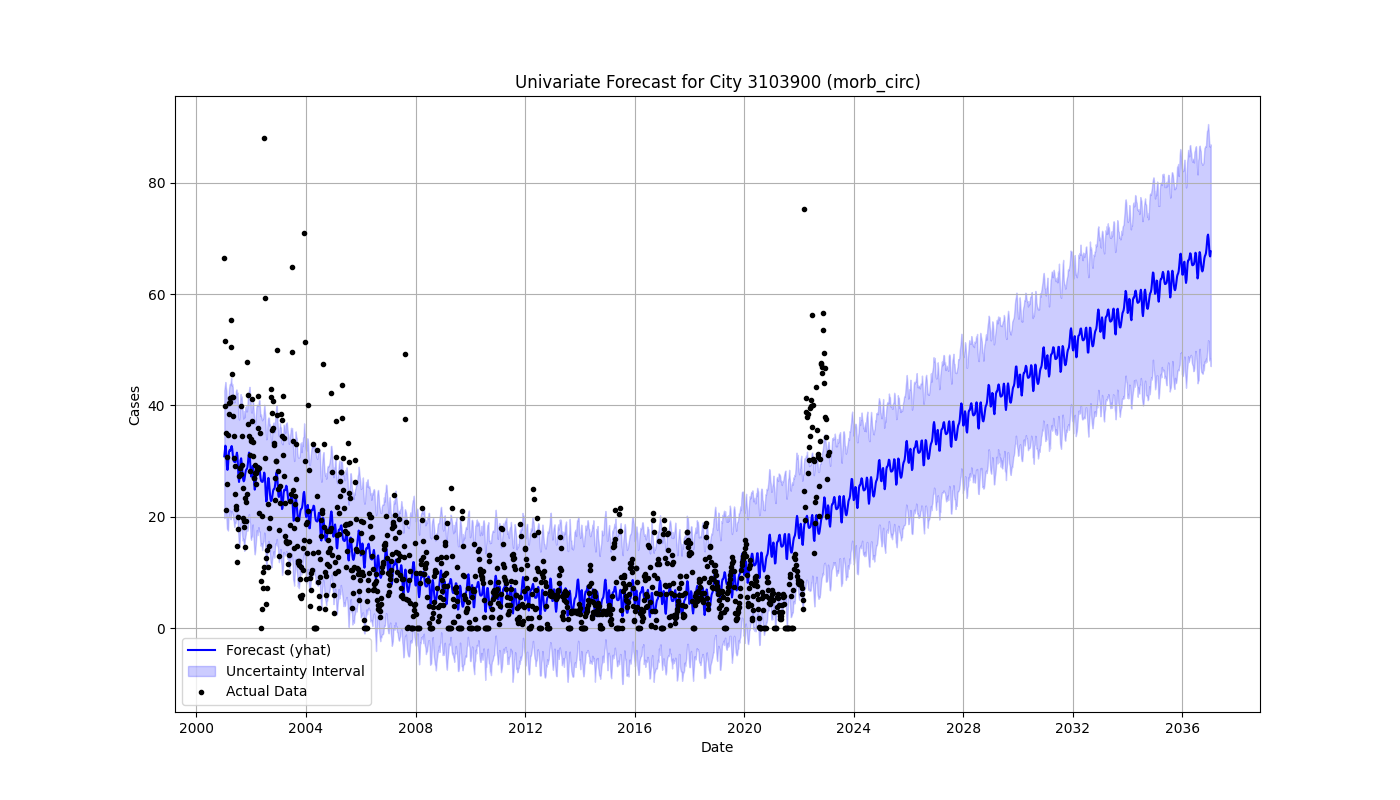 Univariate Forecast for City 3103900 (morb_circ)
Cases
80
60
40
20
0
Forecast (yhat)
Uncertainty Interval
Actual Data
2000 2004 2008 2012 2016 2020 2024 2028 2032 2036
Date